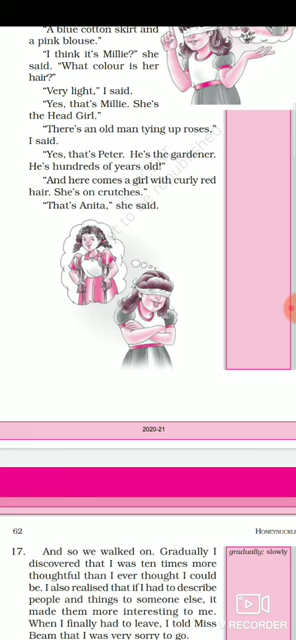 "A blue cotton skirt and
a pink blouse."
"I think it's Millie?" she
said. "What colour is her
hair?"
"Very light," I said.
"Yes, that's Millie. She's
the Head Girl."
"There's an old man tying up roses,"
I said.
"Yes, that's Peter. He's the gardener.
He's hundreds of years old!"
"And here comes a girl with curly red
hair. She's on crutches."
"That's Anita," she said.
not to be republished
2020-21
62
HONEYSUCKLE
17. And so we walked on. Gradually I
discovered that I was ten times more
thoughtful than I ever thought I could
be. I also realised that if I had to describe
people and things to someone else, it
made them more interesting to me.
When I finally had to leave, I told Miss
Beam that I was very sorry to go.
gradually: slowly
RECORDER